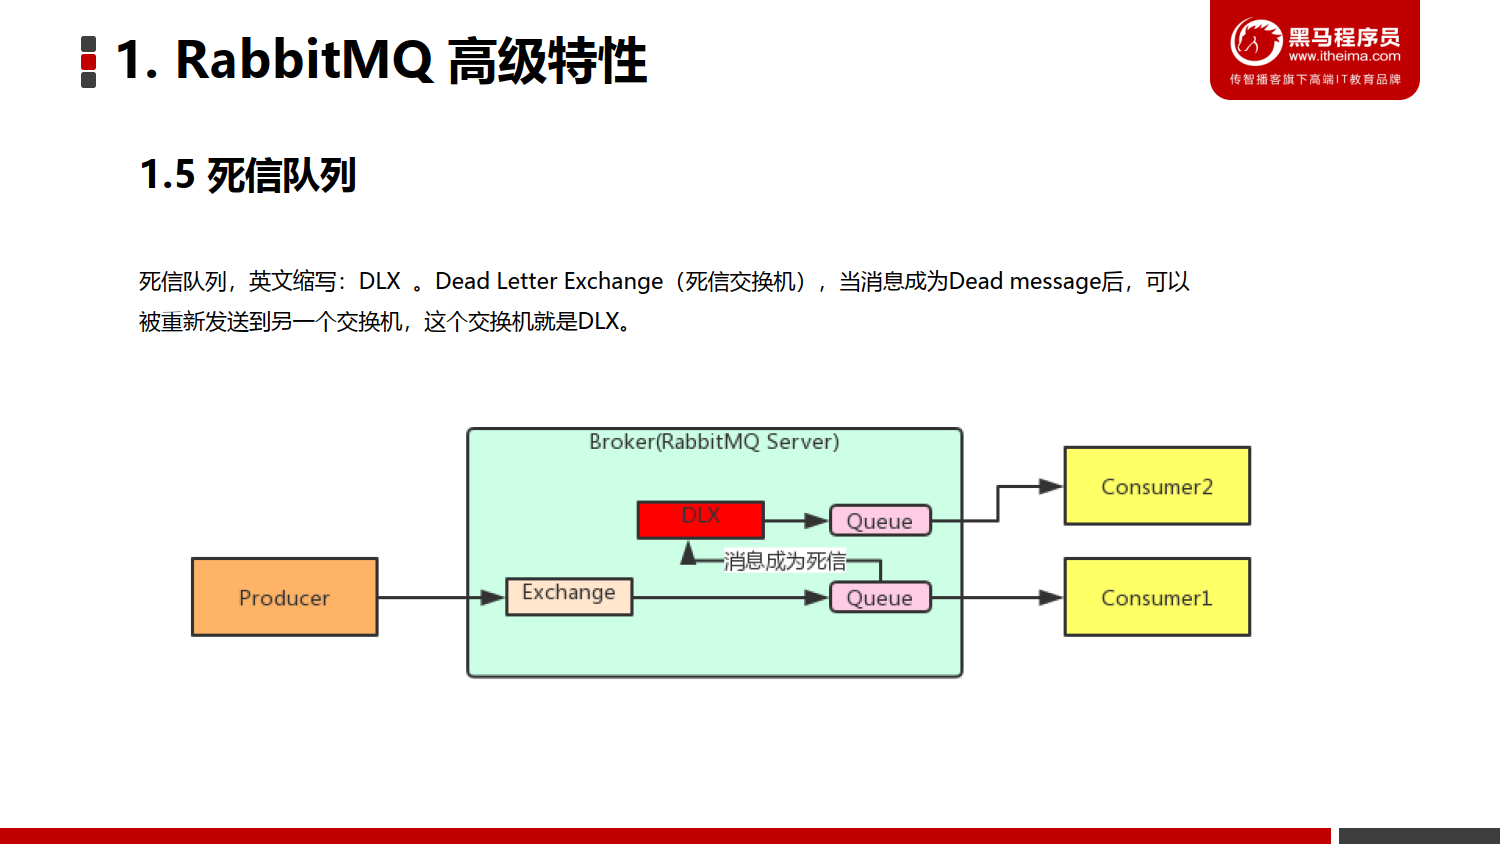 1. RabbitMQ 高级特性
黑马程序员
www.itheima.com
传智播客旗下高端IT教育品牌
1.5 死信队列
死信队列，英文缩写：DLX 。Dead Letter Exchange（死信交换机），当消息成为Dead message后，可以
被重新发送到另一个交换机，这个交换机就是DLX。
Broker(RabbitMQ Server)
Consumer2
DLX
Queue
消息成为死信
Producer
Exchange
Queue
Consumer1